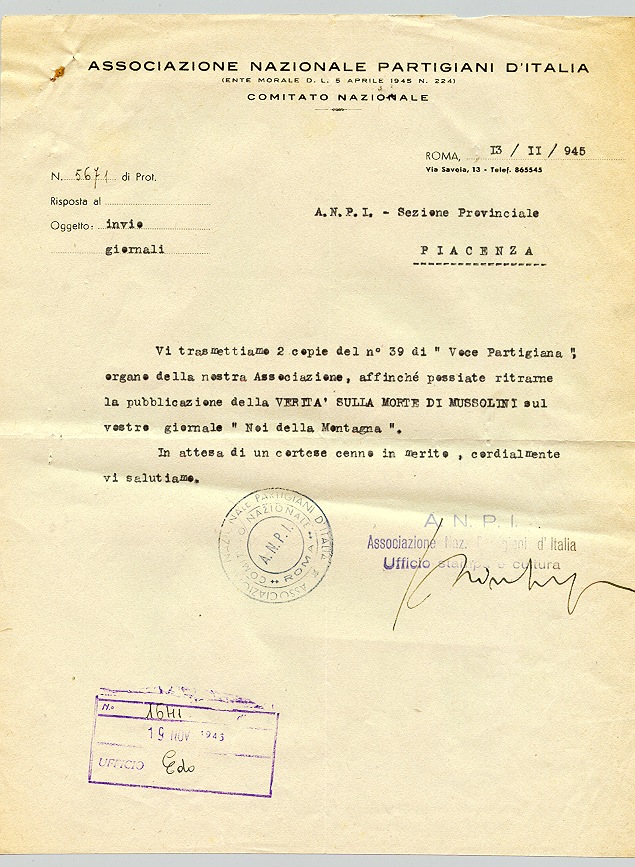 ASSOCIAZIONE NAZIONALE PARTIGIANI D'ITALIA
(ENTE MORALE D. L. 5 APRILE 1945 N. 224)
COMITATO NAZIONALE
ROMA, 13 / II / 945
Via Savoia, 13 - Telef. 865545
N. 5671 di Prot.
Risposta al
Oggetto: invio
giornali
A.N.P.I. - Sezione Provinciale
PIACENZA
Vi trasmettiamo 2 copie del n° 39 di " Voce Partigiana ",
organo della nostra Associazione, affinché possiate ritrarne
la pubblicazione della VERITA' SULLA MORTE DI MUSSOLINI sul
vostro giornale " Noi della Montagna ".
In attesa di un cortese cenno in merito , cordialmente
vi salutiamo.
ASSOCIAZIONE NAZIONALE PARTIGIANI D'ITALIA
NAZIONALE
A.N.P.I.
ROMA
A.N.P.I.
Associazione Naz. Partigiani d'Italia
Ufficio stampa e cultura
N.o 1641
19 NOV 1945
UFFICIO Edo